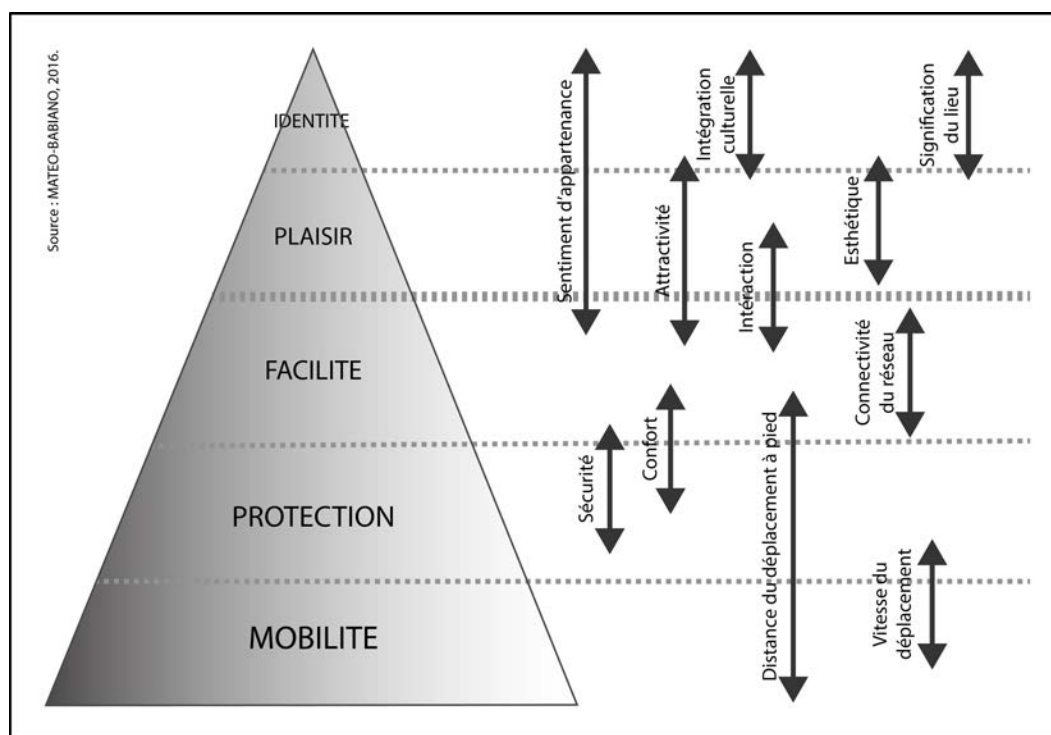 Source : MATEO-BABIANO, 2016.
IDENTITE
PLAISIR
FACILITE
PROTECTION
MOBILITE
Sentiment d'appartenance
Attractivité
Intégration
culturelle
Intéraction
Esthétique
Signification
du lieu
Connectivité
du réseau
Sécurité
Confort
Distance du déplacement à pied
Vitesse du
déplacement